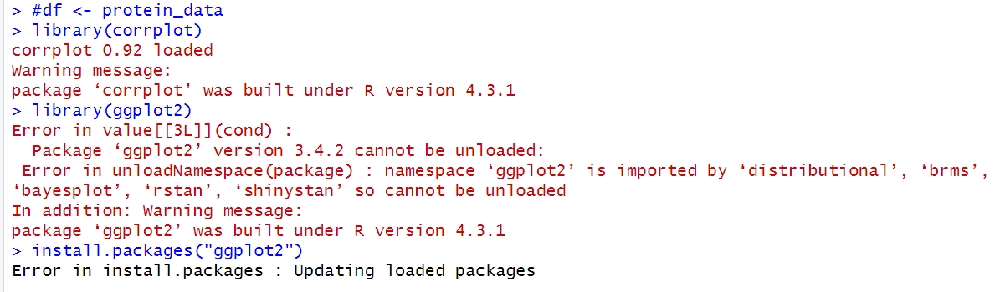 > #df <- protein_data
> library(corrplot)
corrplot 0.92 loaded
Warning message:
package ‘corrplot’ was built under R version 4.3.1
> library(ggplot2)
Error in value[[3L]](cond) :
  Package ‘ggplot2’ version 3.4.2 cannot be unloaded:
 Error in unloadNamespace(package) : namespace ‘ggplot2’ is imported by ‘distributional’, ‘brms’,
‘bayesplot’, ‘rstan’, ‘shinystan’ so cannot be unloaded
In addition: Warning message:
package ‘ggplot2’ was built under R version 4.3.1
> install.packages("ggplot2")
Error in install.packages : Updating loaded packages